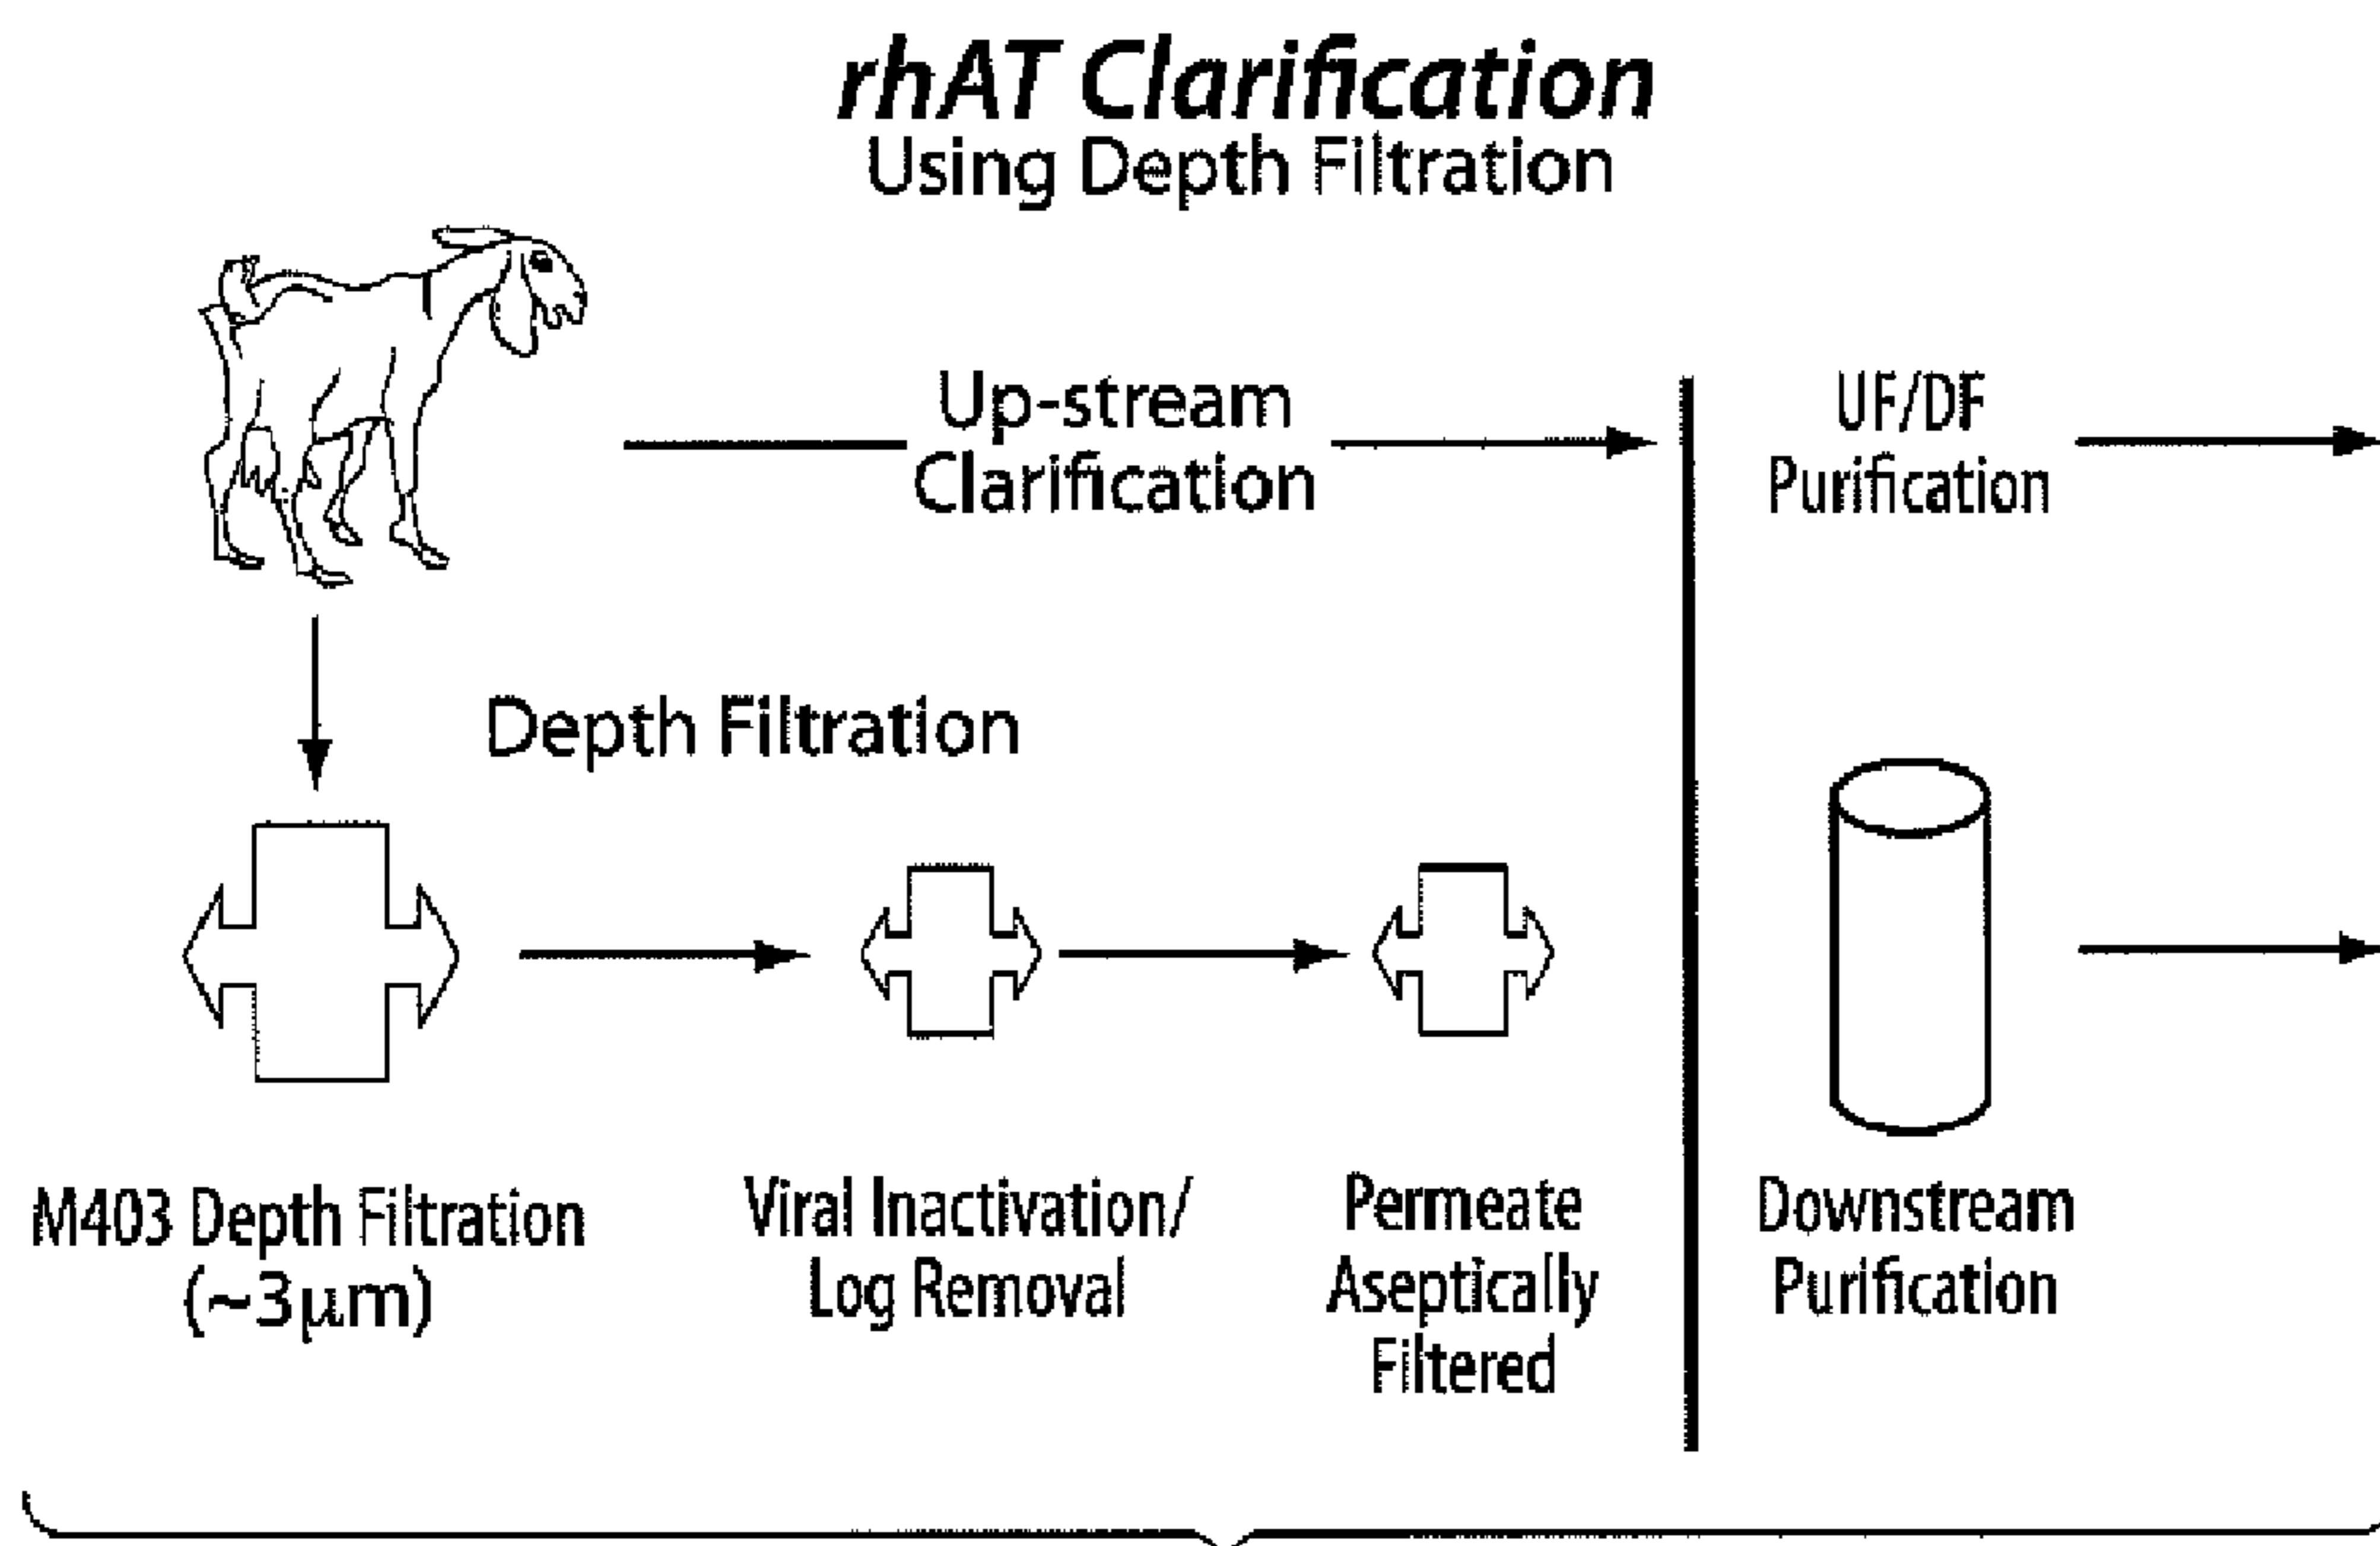 rhAT Clarification
Using Depth Filtration
Up-stream
Clarification
UF/DF
Purification
Depth Filtration
M403 Depth Filtration
(~3μm)
Viral Inactivation/
Log Removal
Permeate
Aseptically
Filtered
Downstream
Purification